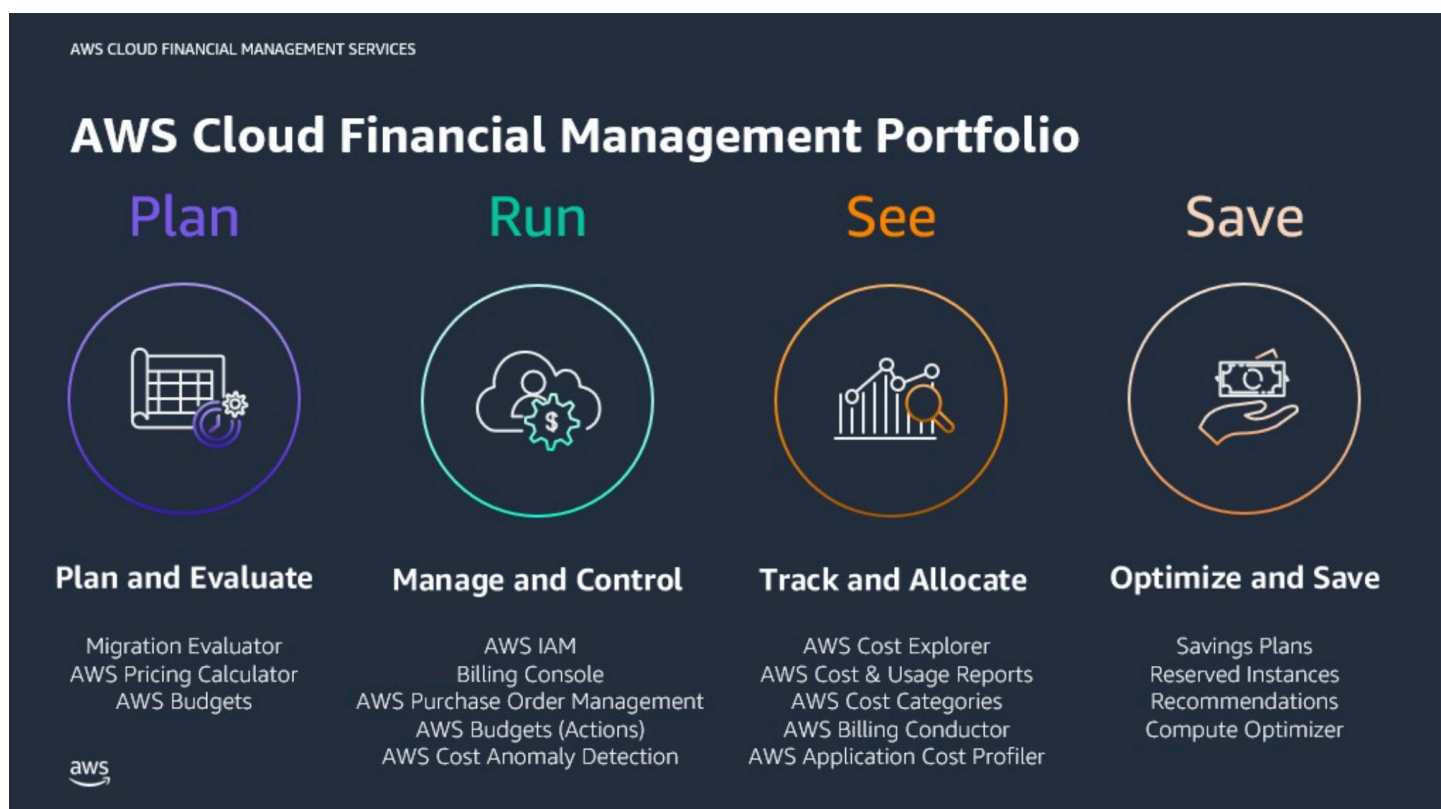 AWS CLOUD FINANCIAL MANAGEMENT SERVICES
AWS Cloud Financial Management Portfolio
Plan
Run
See
Save
$
Plan and Evaluate
Manage and Control
Track and Allocate
Optimize and Save
Migration Evaluator
AWS Pricing Calculator
AWS Budgets
AWS IAM
Billing Console
AWS Purchase Order Management
AWS Budgets (Actions)
AWS Cost Anomaly Detection
AWS Cost Explorer
AWS Cost & Usage Reports
AWS Cost Categories
AWS Billing Conductor
AWS Application Cost Profiler
Savings Plans
Reserved Instances
Recommendations
Compute Optimizer
aws